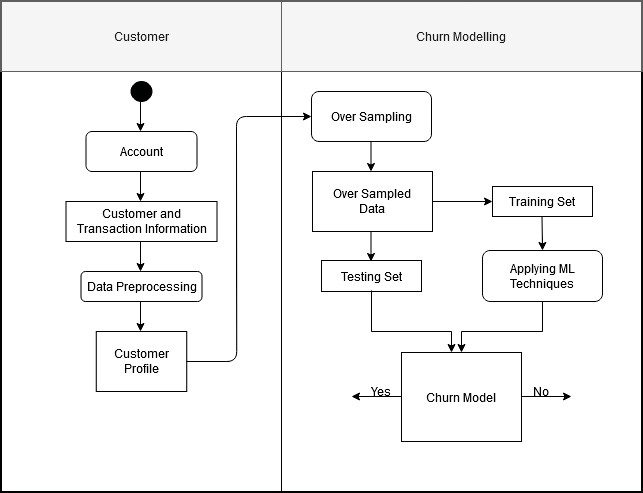 Customer
Churn Modelling
Account
Customer and
Transaction Information
Data Preprocessing
Customer
Profile
Over Sampling
Over Sampled
Data
Training Set
Testing Set
Applying ML
Techniques
Yes
Churn Model
No